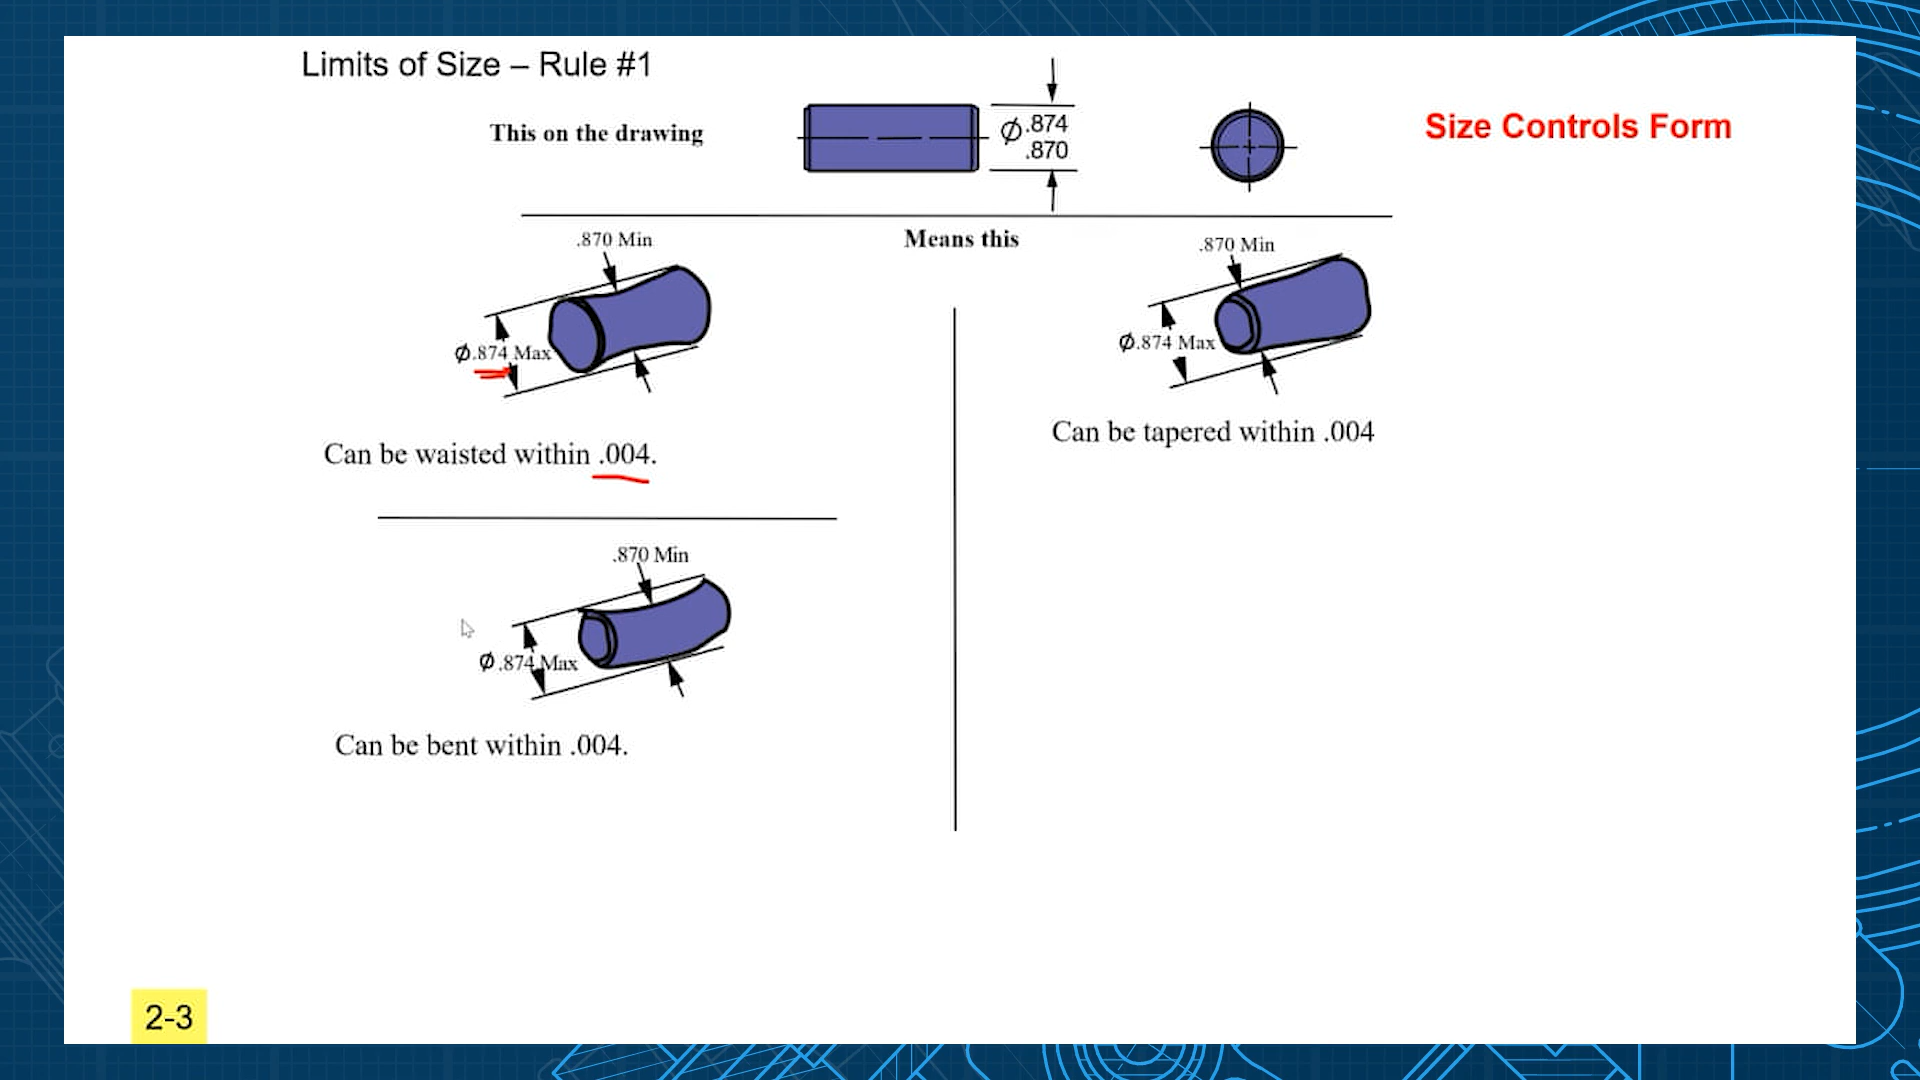 Limits of Size – Rule #1
This on the drawing
Ø.874
.870
Size Controls Form
Means this
.870 Min
Ø.874 Max
Can be waisted within .004.
.870 Min
Ø.874 Max
Can be tapered within .004
.870 Min
Ø.874 Max
Can be bent within .004.
2-3